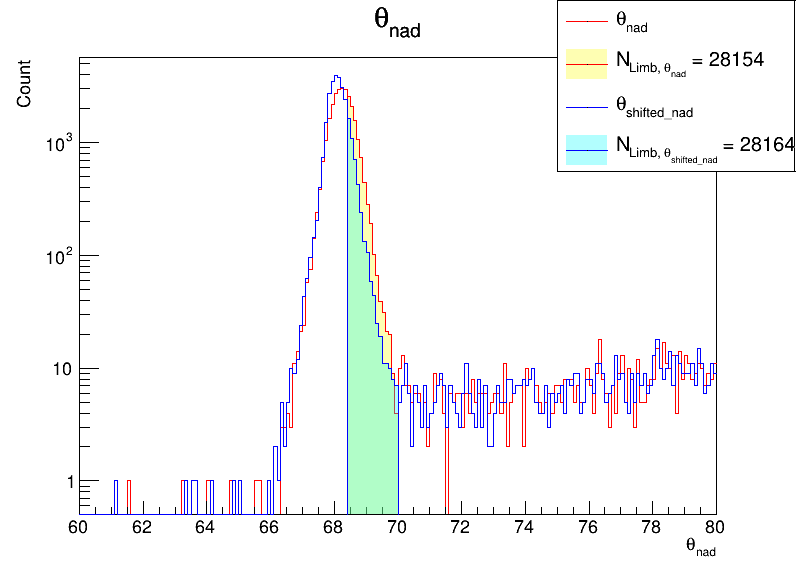 θnad
θnad
NLimb, θnad = 28154
θshifted_nad
NLimb, θshifted_nad = 28164
Count
10³
10²
10
1
60 62 64 66 68 70 72 74 76 78 80
θnad